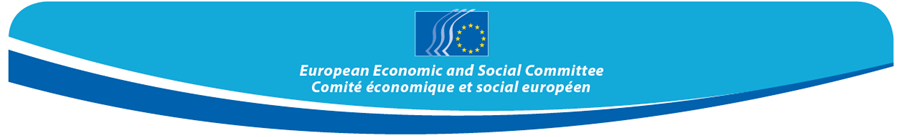 European Economic and Social Committee
Comité économique et social européen